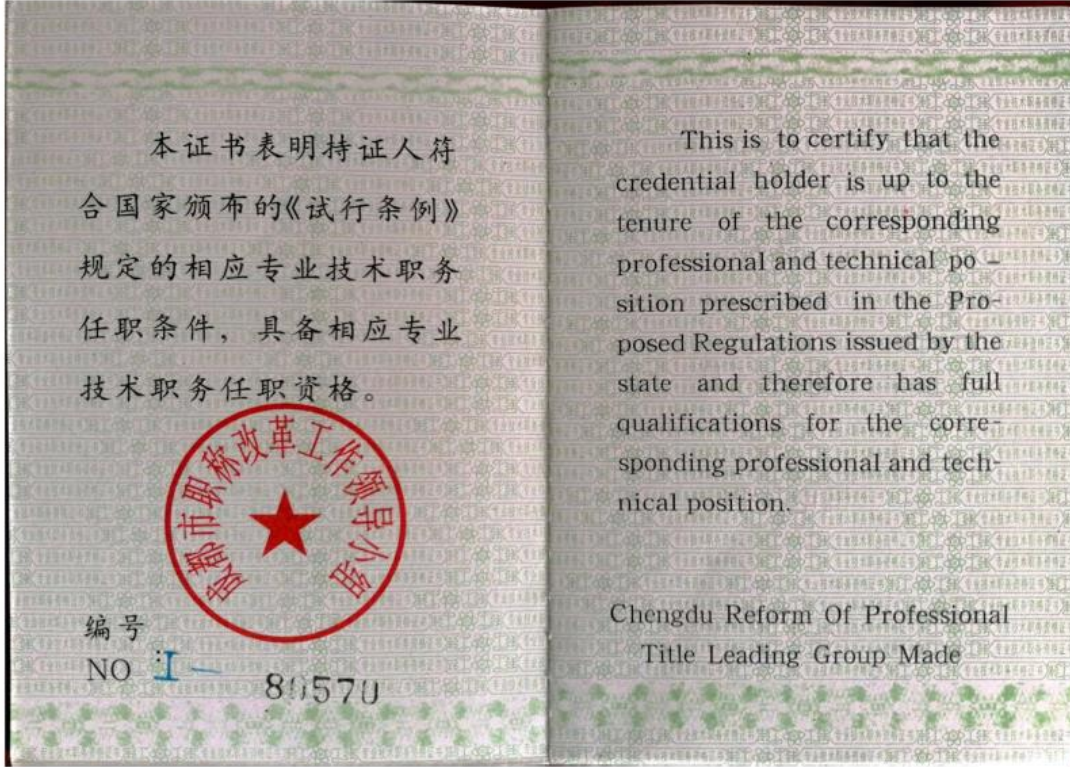 本证书表明持证人符
合国家颁布的《试行条例》
规定的相应专业技术职务
任职条件，具备相应专业
技术职务任职资格。
成都市职称改革工作领导小组
编号
NO I—
This is to certify that the
credential holder is up to the
tenure of the corresponding
professional and technical po –
sition prescribed in the Pro-
posed Regulations issued by the
state and therefore has full
qualifications for the corre-
sponding professional and tech-
nical position.
Chengdu Reform Of Professional
Title Leading Group Made